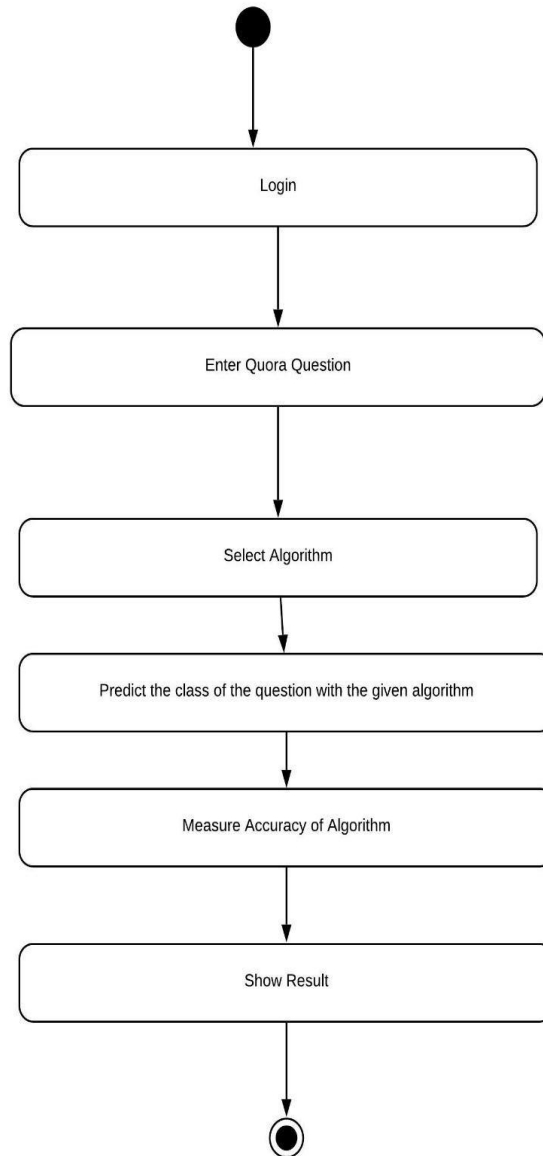 Login
Enter Quora Question
Select Algorithm
Predict the class of the question with the given algorithm
Measure Accuracy of Algorithm
Show Result